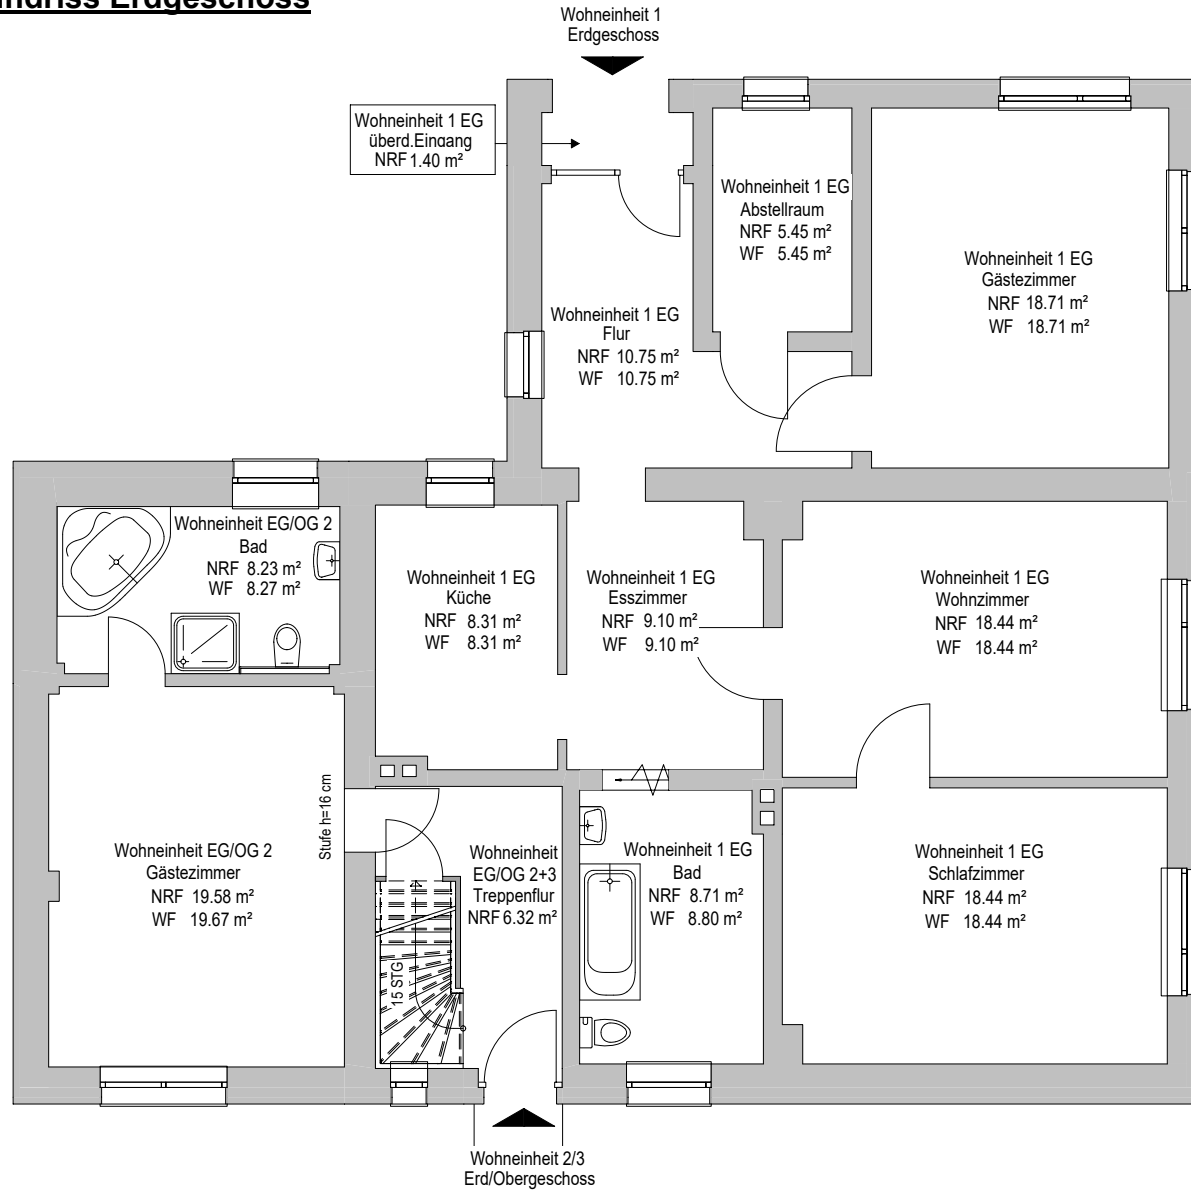 Erdgeschoss
Wohneinheit 1
Erdgeschoss
Wohneinheit 1 EG
überd.Eingang
NRF 1.40 m²
Wohneinheit 1 EG
Abstellraum
NRF 5.45 m²
WF 5.45 m²
Wohneinheit 1 EG
Gästezimmer
NRF 18.71 m²
WF 18.71 m²
Wohneinheit 1 EG
Flur
NRF 10.75 m²
WF 10.75 m²
Wohneinheit EG/OG 2
Bad
NRF 8.23 m²
WF 8.27 m²
Wohneinheit 1 EG
Küche
NRF 8.31 m²
WF 8.31 m²
Wohneinheit 1 EG
Esszimmer
NRF 9.10 m²
WF 9.10 m²
Wohneinheit 1 EG
Wohnzimmer
NRF 18.44 m²
WF 18.44 m²
Stufe h=16 cm
Wohneinheit EG/OG 2
Gästezimmer
NRF 19.58 m²
WF 19.67 m²
Wohneinheit
EG/OG 2+3
Treppenflur
NRF 6.32 m²
15 STG
Wohneinheit 1 EG
Bad
NRF 8.71 m²
WF 8.80 m²
Wohneinheit 1 EG
Schlafzimmer
NRF 18.44 m²
WF 18.44 m²
Wohneinheit 2/3
Erd/Obergeschoss